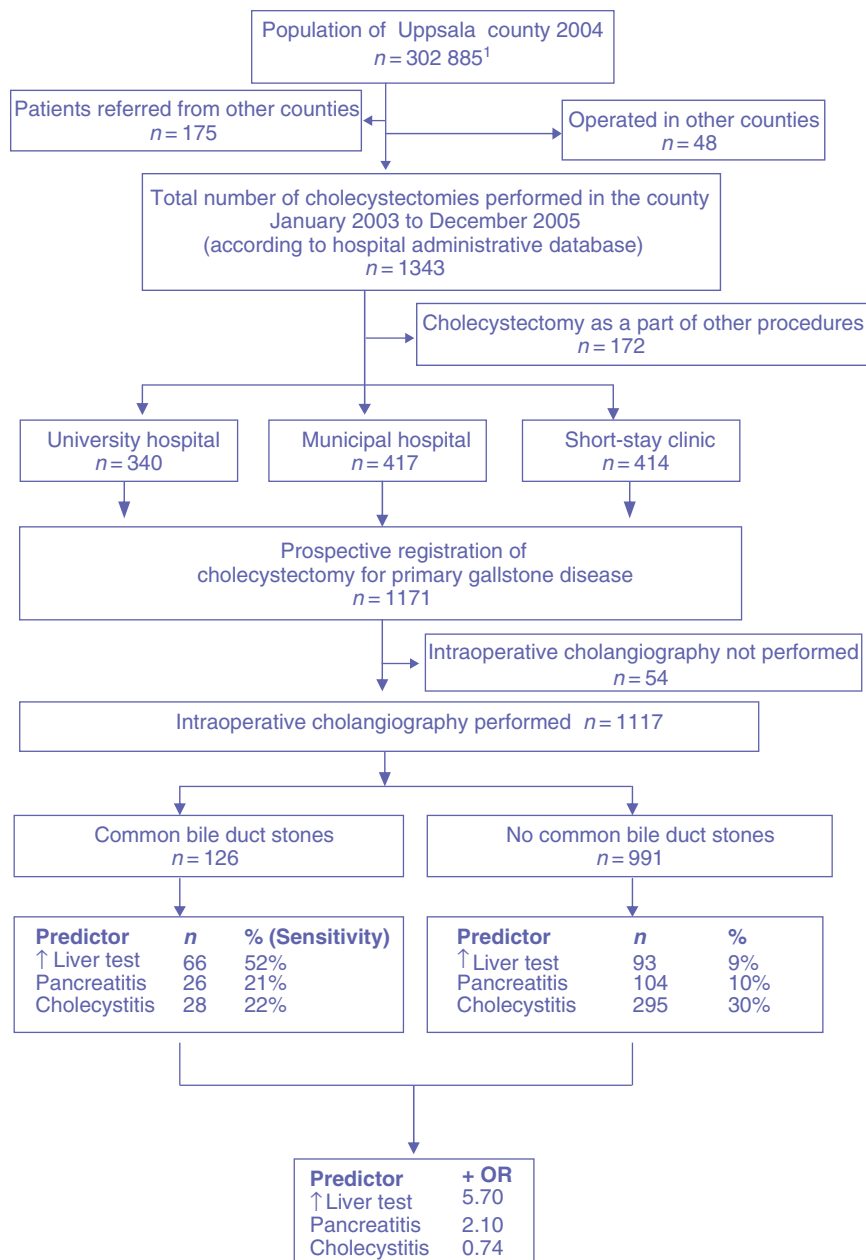 Population of Uppsala county 2004
n = 302 885¹
Patients referred from other counties
n = 175
Operated in other counties
n = 48
Total number of cholecystectomies performed in the county
January 2003 to December 2005
(according to hospital administrative database)
n = 1343
Cholecystectomy as a part of other procedures
n = 172
University hospital
n = 340
Municipal hospital
n = 417
Short-stay clinic
n = 414
Prospective registration of
cholecystectomy for primary gallstone disease
n = 1171
Intraoperative cholangiography not performed
n = 54
Intraoperative cholangiography performed n = 1117
Common bile duct stones
n = 126
No common bile duct stones
n = 991
Predictor n % (Sensitivity)
↑ Liver test 66 52%
Pancreatitis 26 21%
Cholecystitis 28 22%
Predictor n %
↑ Liver test 93 9%
Pancreatitis 104 10%
Cholecystitis 295 30%
Predictor + OR
↑ Liver test 5.70
Pancreatitis 2.10
Cholecystitis 0.74